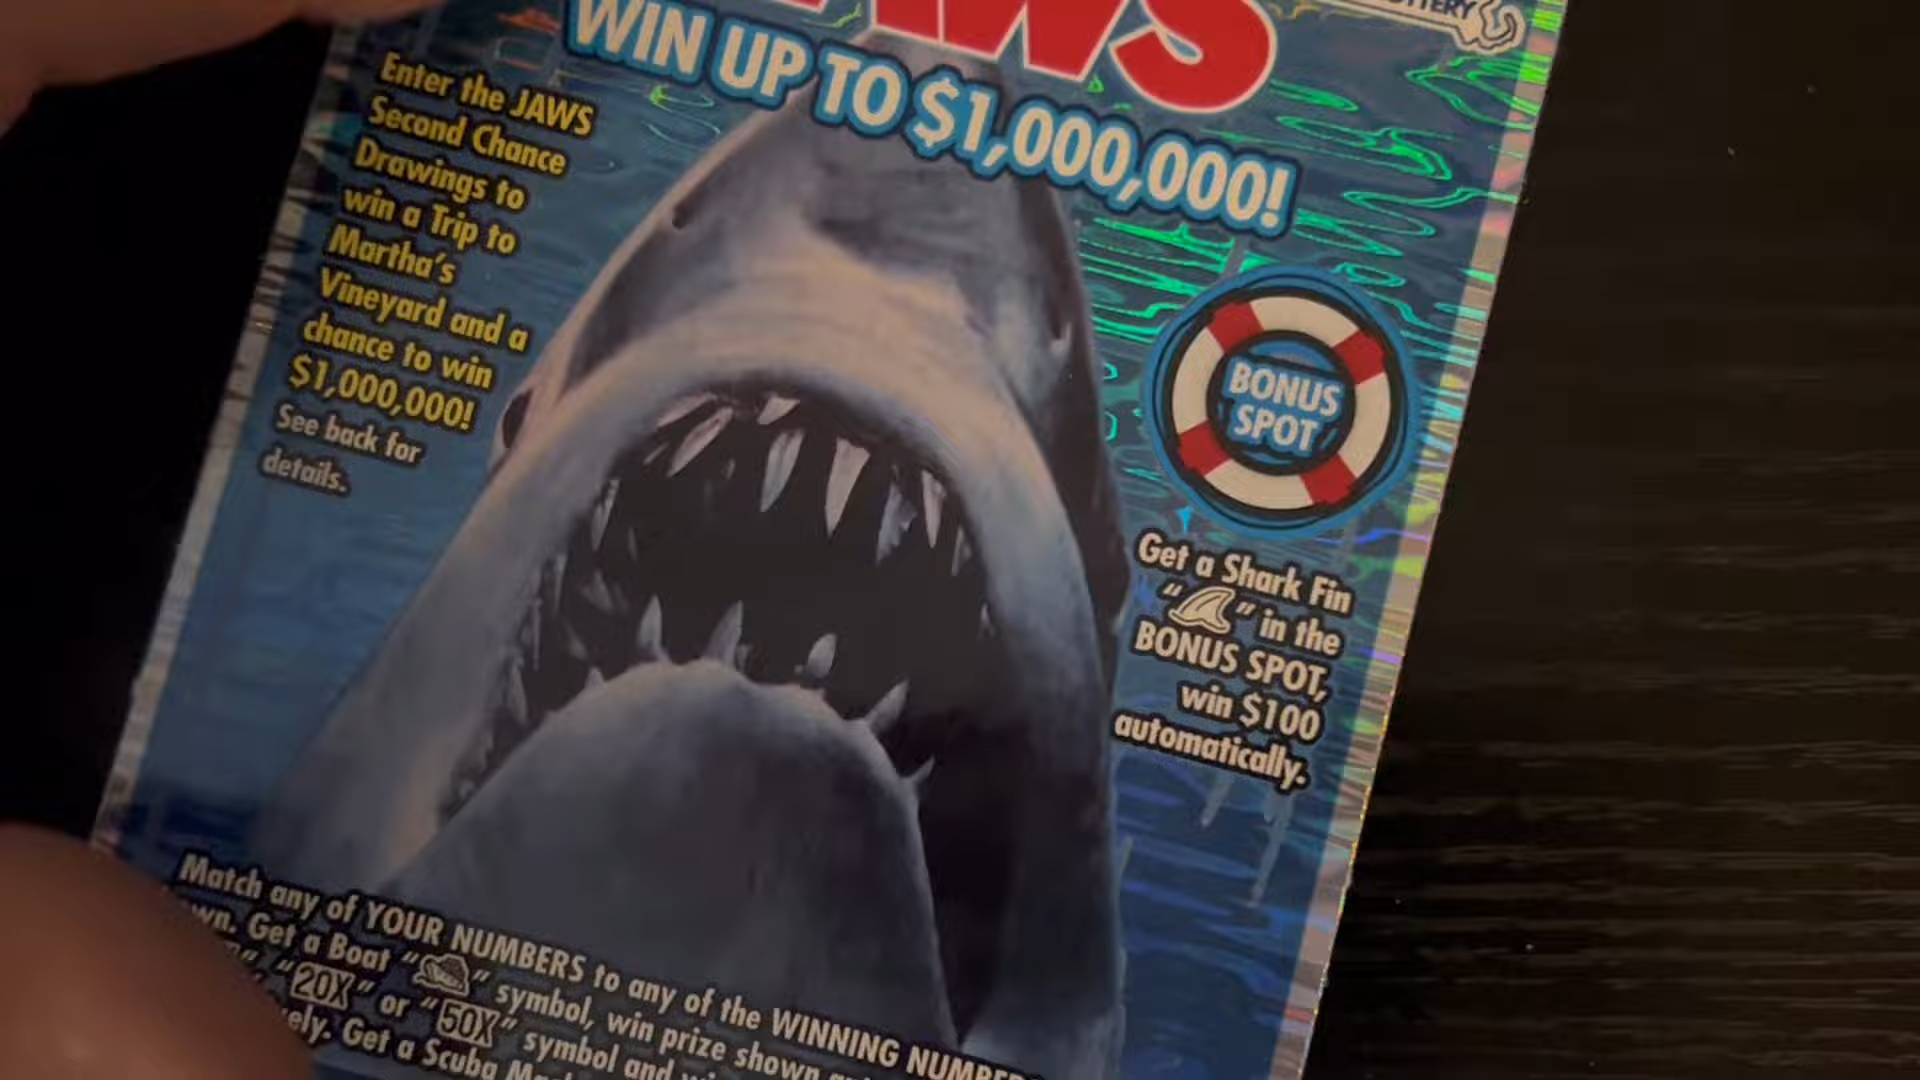 JAWS
WIN UP TO $1,000,000!
Enter the JAWS
Second Chance
Drawings to
win a Trip to
Martha's
Vineyard and a
chance to win
$1,000,000!
See back for
details.
BONUS
SPOT
Get a Shark Fin
" " in the
BONUS SPOT,
win $100
automatically.
Match any of YOUR NUMBERS to any of the WINNING
Get a Boat " " symbol, win prize shown
"20X" or "50X" symbol and
Get a Scuba